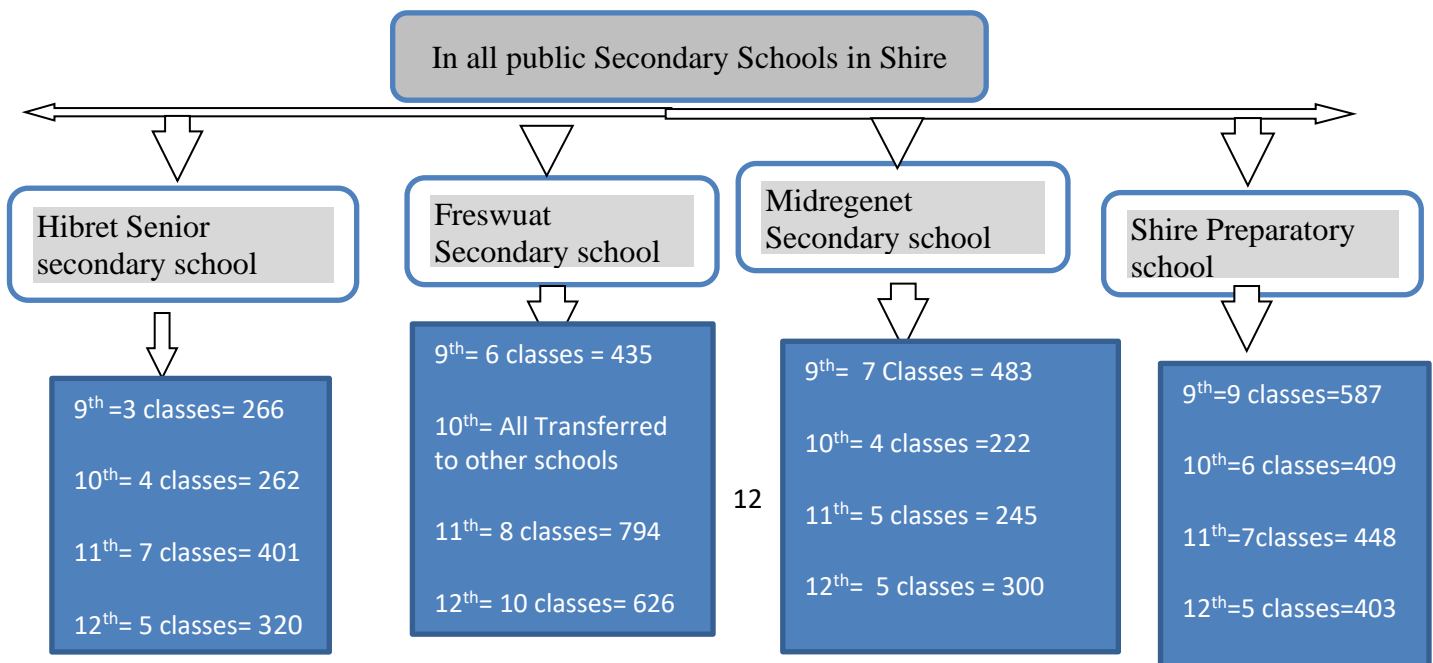 In all public Secondary Schools in Shire
Hibret Senior
secondary school
Freswuat
Secondary school
Midregenet
Secondary school
Shire Preparatory
school
9th =3 classes= 266
10th= 4 classes= 262
11th= 7 classes= 401
12th= 5 classes= 320
9th= 6 classes = 435
10th= All Transferred
to other schools
11th= 8 classes= 794
12th= 10 classes= 626
12
9th=  7 Classes = 483
10th= 4 classes =222
11th= 5 classes = 245
12th=  5 classes = 300
9th=9 classes=587
10th=6 classes=409
11th=7classes= 448
12th=5 classes=403